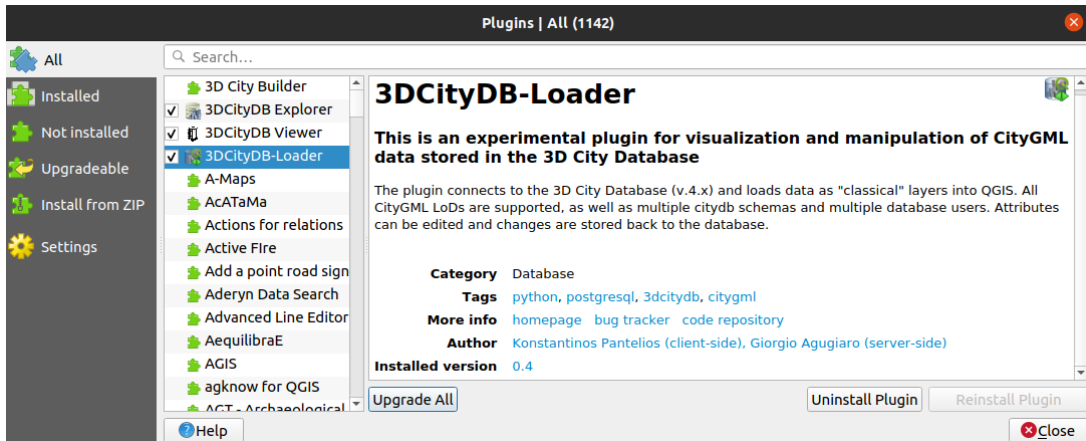 Plugins | All (1142)
All
Installed
Not installed
Upgradeable
Install from ZIP
Settings
Search...
3D City Builder
3DCityDB Explorer
3DCityDB Viewer
3DCityDB-Loader
A-Maps
AcATaMa
Actions for relations
Active FIre
Add a point road sign
Aderyn Data Search
Advanced Line Editor
AequilibraE
AGIS
agknow for QGIS
AGT - Archaeological
3DCityDB-Loader
This is an experimental plugin for visualization and manipulation of CityGML
data stored in the 3D City Database
The plugin connects to the 3D City Database (v.4.x) and loads data as "classical" layers into QGIS. All
CityGML LoDs are supported, as well as multiple citydb schemas and multiple database users. Attributes
can be edited and changes are stored back to the database.
Category Database
Tags python, postgresql, 3dcitydb, citygml
More info homepage bug tracker code repository
Author Konstantinos Pantelios (client-side), Giorgio Agugiaro (server-side)
Installed version 0.4
Upgrade All Uninstall Plugin Reinstall Plugin
Help Close